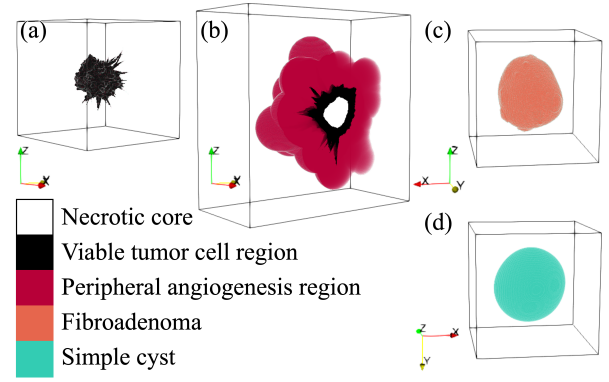 (a)
(b)
(c)
(d)
Z
X
Z
X
Z
X
Y
Z
X
Y
Necrotic core
Viable tumor cell region
Peripheral angiogenesis region
Fibroadenoma
Simple cyst